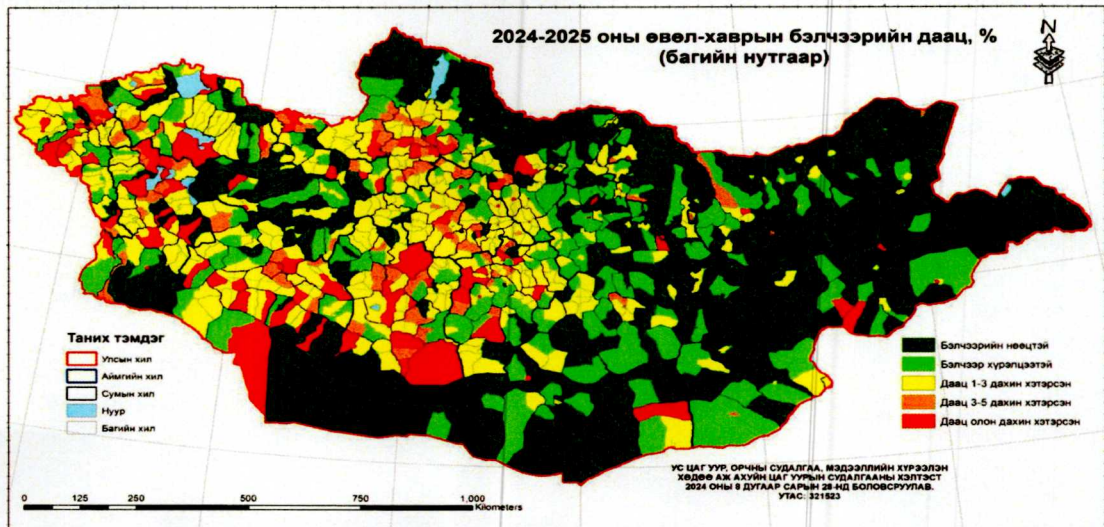 2024-2025 оны өвөл-хаврын бэлчээрийн даац, %
(багийн нутгаар)
N
Таних тэмдэг
Улсын хил
Аймгийн хил
Сумын хил
Нуур
Багийн хил
Бэлчээрийн нөөцтэй
Бэлчээр хүрэлцээтэй
Даац 1-3 дахин хэтэрсэн
Даац 3-5 дахин хэтэрсэн
Даац олон дахин хэтэрсэн
УС ЦАГ УУР, ОРЧНЫ СУДАЛГАА, МЭДЭЭЛЛИЙН ХҮРЭЭЛЭН
ХӨДӨӨ АЖ АХУЙН ЦАГ УУРЫН СУДАЛГААНЫ ХЭЛТЭСТ
2024 ОНЫ 8 ДУГААР САРЫН 28-НД БОЛОВСРУУЛАВ.
УТАС: 321523
0 125 250 500 750 1,000
Kilometers